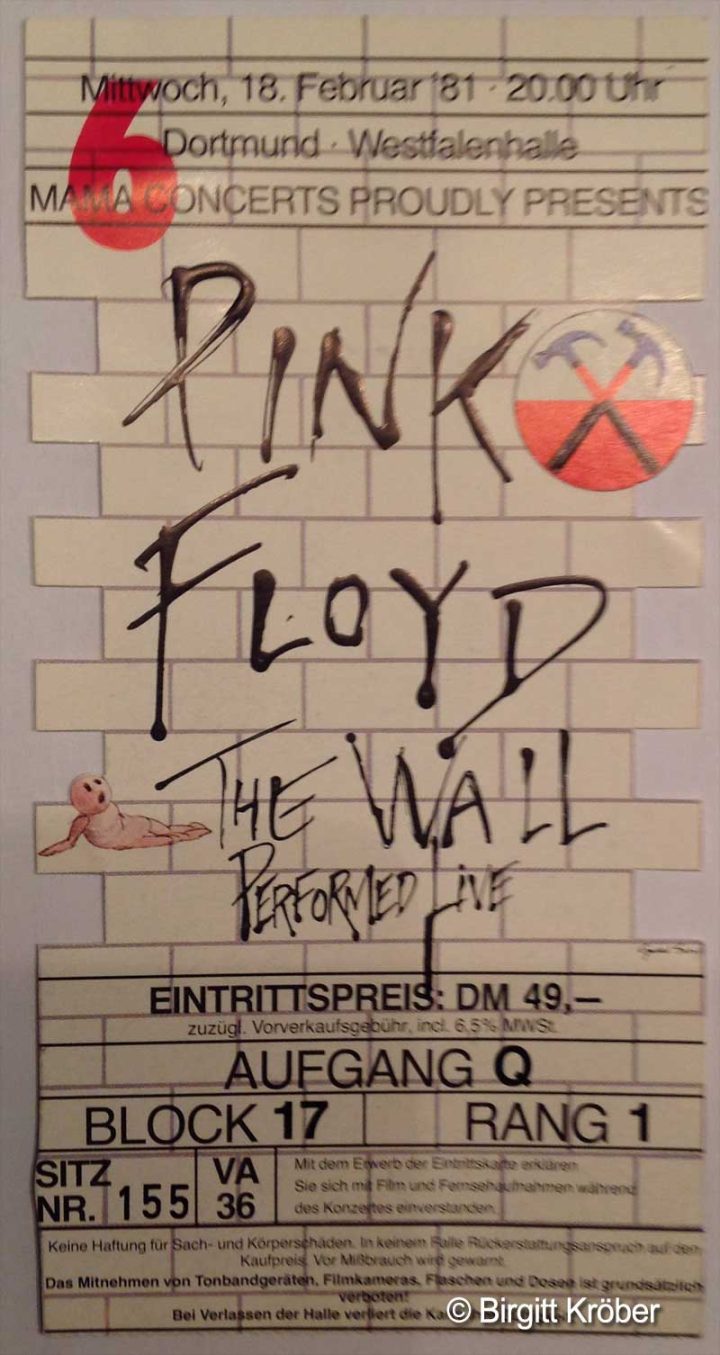 Mittwoch, 18. Februar '81 · 20.00 Uhr
6
Dortmund · Westfalenhalle
MAMA CONCERTS PROUDLY PRESENTS
PINK
FLOYD
THE WALL
PERFORMED LIVE
EINTRITTSPREIS: DM 49,—
zuzügl. Vorverkaufsgebühr, incl. 6,5% MWSt.
AUFGANG Q
BLOCK 17 RANG 1
SITZ NR. 155
VA 36
Mit dem Erwerb der Eintrittskarte erklären
Sie sich mit Film und Fernsehaufnahmen während
des Konzertes einverstanden.
Keine Haftung für Sach- und Körperschäden. In keinem Falle Rückerstattungsanspruch auf den
Kaufpreis. Vor Mißbrauch wird gewarnt.
Das Mitnehmen von Tonbandgeräten, Filmkameras, Flaschen und Dosen ist grundsätzlich
verboten!
Bei Verlassen der Halle verliert die
© Birgitt Kröber